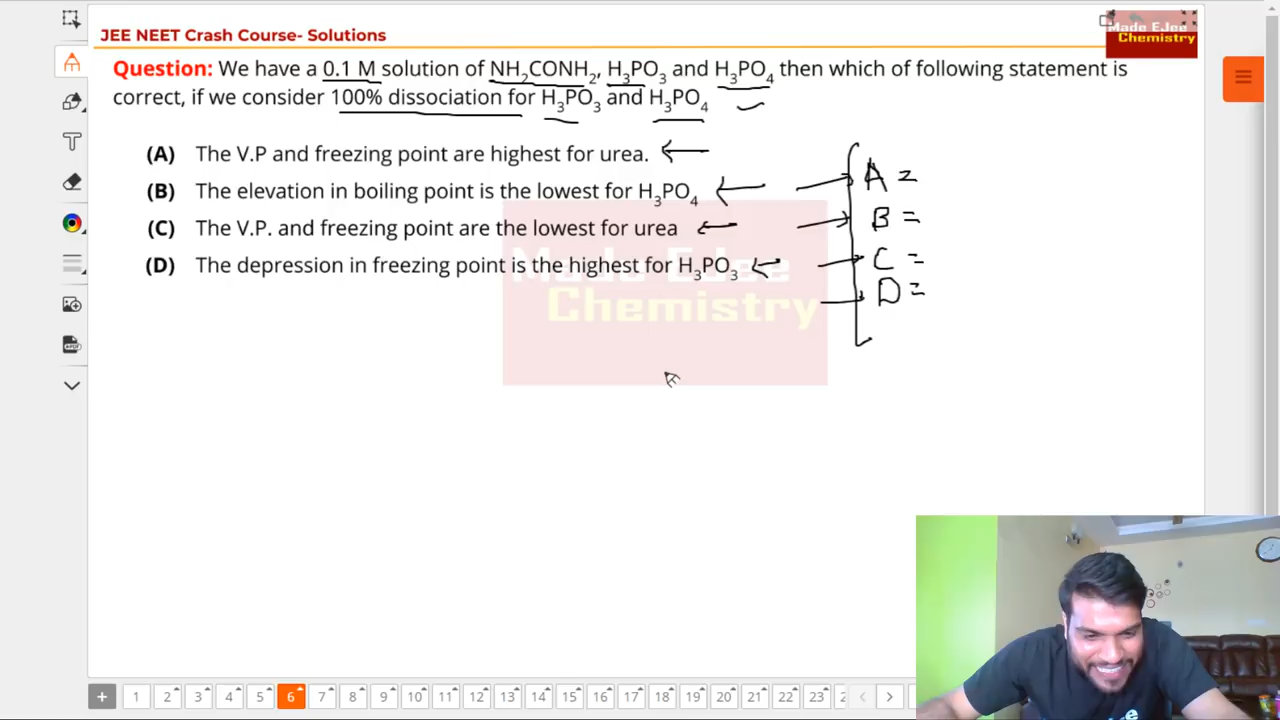 JEE NEET Crash Course- Solutions
Made EJee
Chemistry
Question: We have a 0.1 M solution of NH₂CONH₂, H₃PO₃ and H₃PO₄ then which of following statement is
correct, if we consider 100% dissociation for H₃PO₃ and H₃PO₄
(A) The V.P and freezing point are highest for urea.
(B) The elevation in boiling point is the lowest for H₃PO₄
(C) The V.P. and freezing point are the lowest for urea
(D) The depression in freezing point is the highest for H₃PO₃
A =
B =
C =
D =
Made EJee
Chemistry
+ 1 2 3 4 5 6 7 8 9 10 11 12 13 14 15 16 17 18 19 20 21 22 23